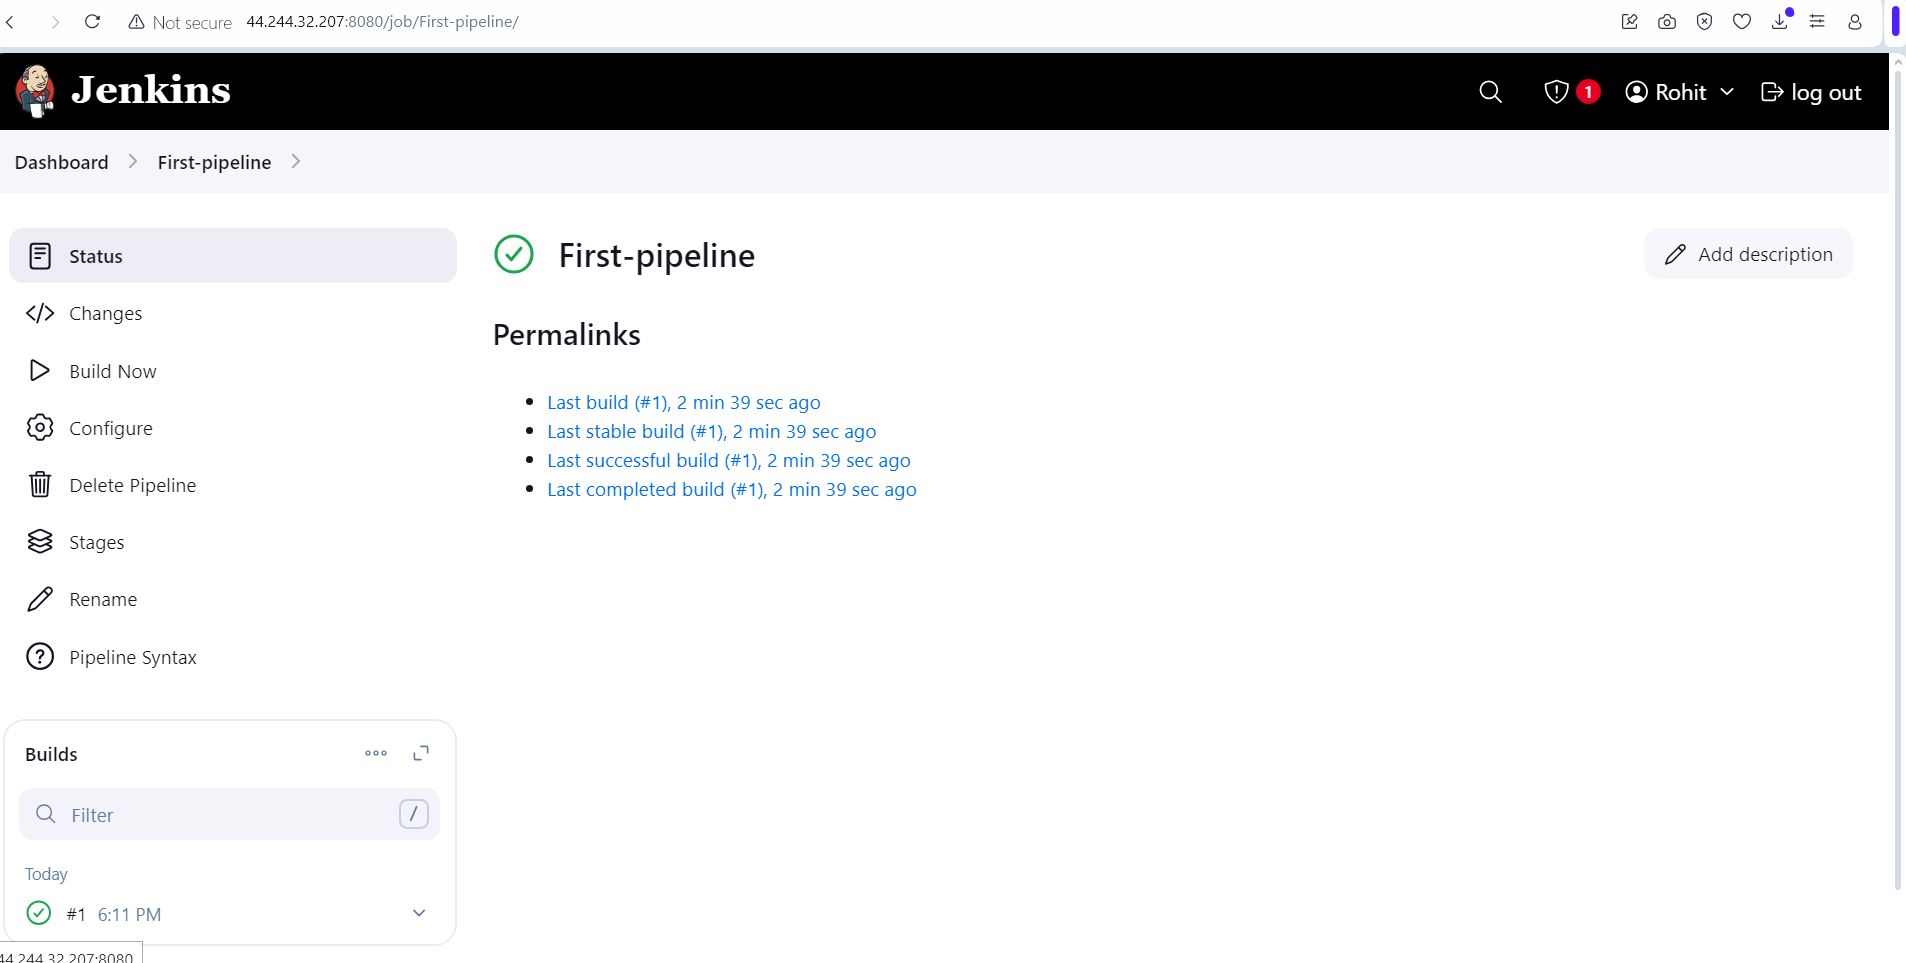 Not secure 44.244.32.207:8080/job/First-pipeline/
Jenkins
1 Rohit log out
Dashboard First-pipeline
Status
First-pipeline
Add description
Changes
Permalinks
Build Now
Last build (#1), 2 min 39 sec ago
Configure
Last stable build (#1), 2 min 39 sec ago
Last successful build (#1), 2 min 39 sec ago
Delete Pipeline
Last completed build (#1), 2 min 39 sec ago
Stages
Rename
Pipeline Syntax
Builds
Filter /
Today
#1 6:11 PM
44.244.32.207:8080